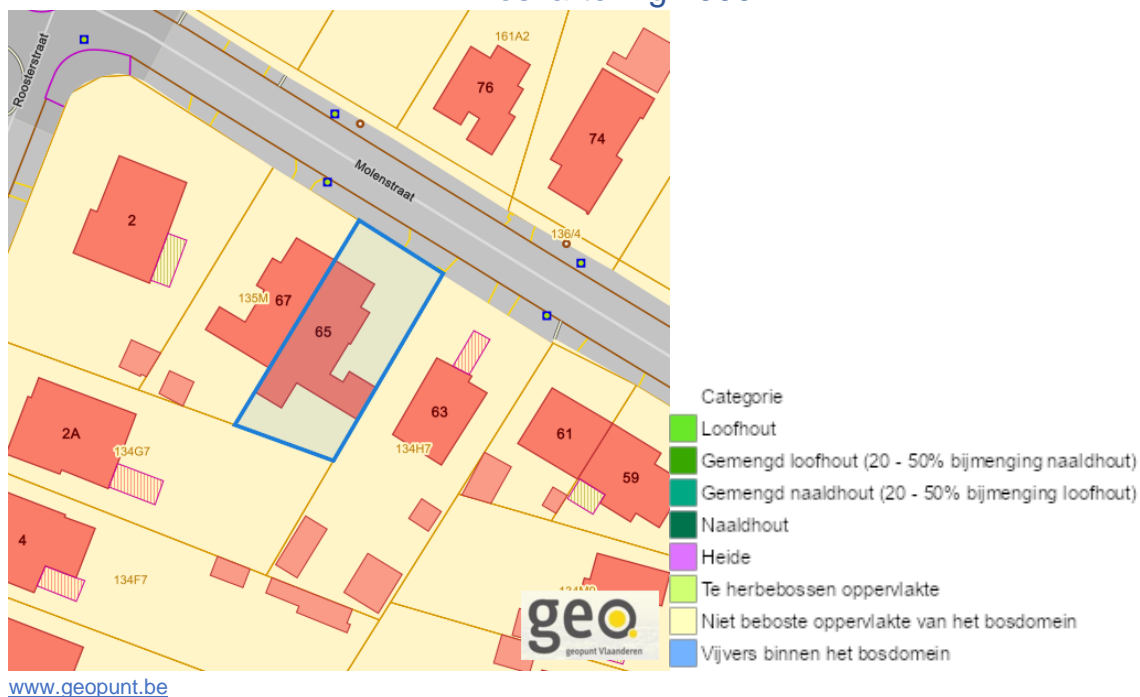 Roosterstraat
161A2
76
74
Molenstraat
136/4
2
135M
67
65
63
61
59
2A
134G7
134H7
4
134F7
geo.
geopunt Vlaanderen
Categorie
Loofhout
Gemengd loofhout (20 - 50% bijmenging naaldhout)
Gemengd naaldhout (20 - 50% bijmenging loofhout)
Naaldhout
Heide
Te herbebossen oppervlakte
Niet beboste oppervlakte van het bosdomein
Vijvers binnen het bosdomein
www.geopunt.be